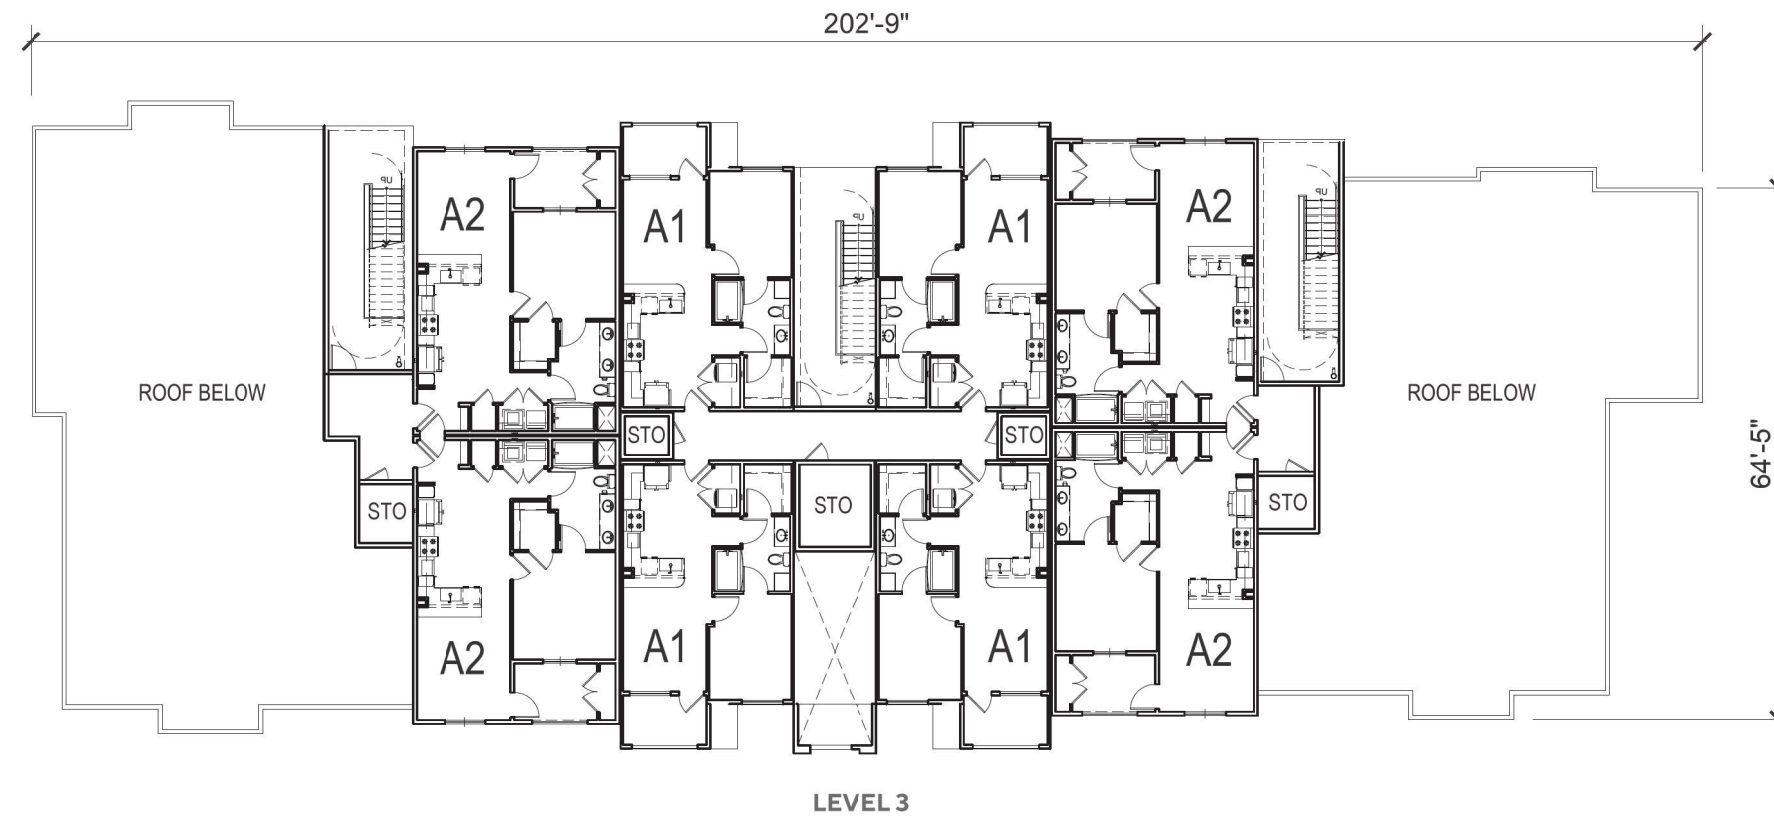 202'-9"
UP
UP
UP
A2
A1
A1
A2
ROOF BELOW
ROOF BELOW
STO
STO
64'-5"
STO
STO
STO
A2
A1
A1
A2
LEVEL 3